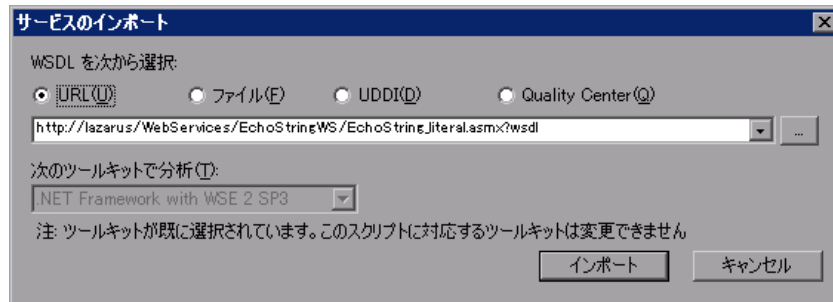 サービスのインポート
WSDL を次から選択:
URL(U) ファイル(F) UDDI(D) Quality Center(Q)
http://lazarus/WebServices/EchoStringWS/EchoString_literal.asmx?wsdl ...
次のツールキットで分析(T):
.NET Framework with WSE 2 SP3
注: ツールキットが既に選択されています。このスクリプトに対応するツールキットは変更できません
インポート キャンセル